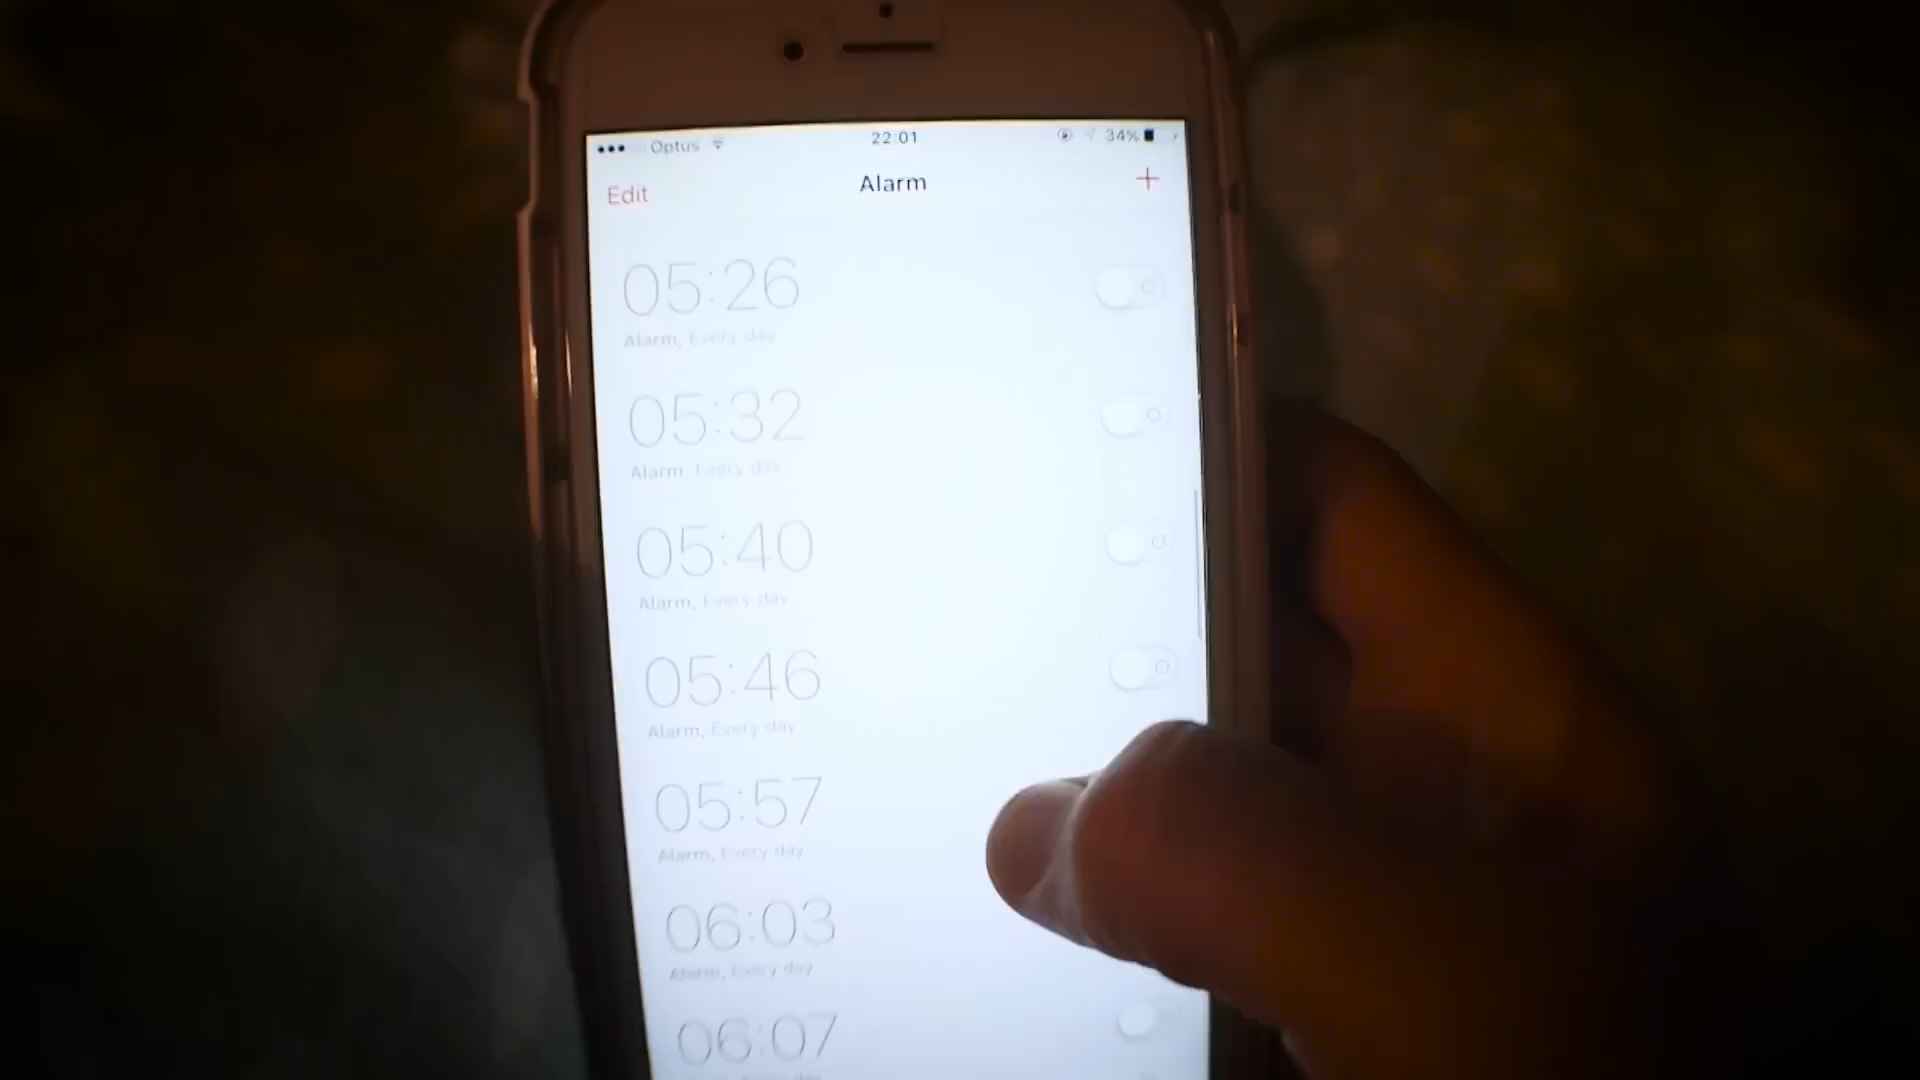 Optus 22:01 34%
Edit Alarm +
05:26
Alarm, Every day
05:32
Alarm, Every day
05:40
Alarm, Every day
05:46
Alarm, Every day
05:57
Alarm, Every day
06:03
Alarm, Every day
06:07